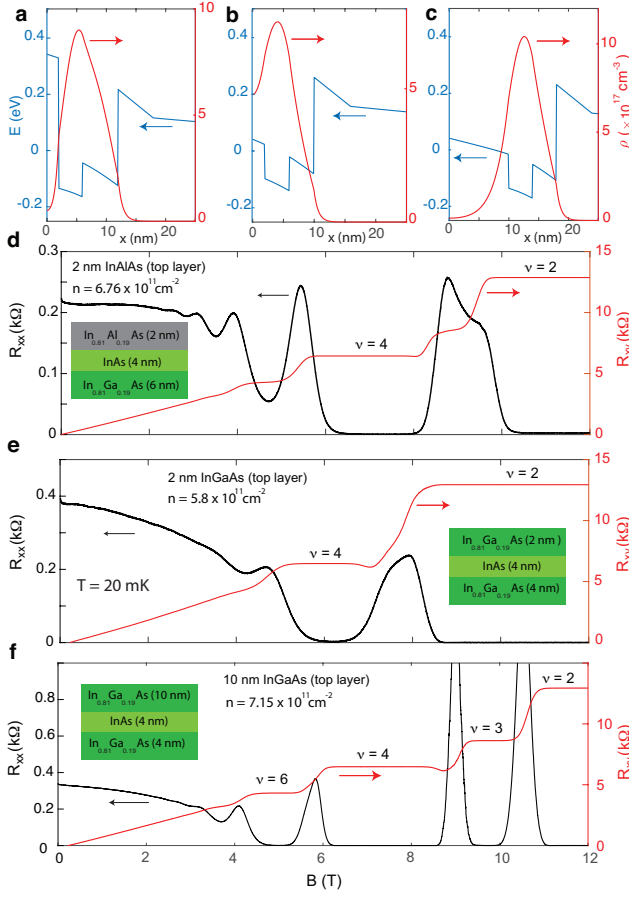 a
b
c
0.4
0.2
0
-0.2
E (eV)
10
5
0
0
10
20
x (nm)
0.4
0.2
0
-0.2
5
0
0
10
20
x (nm)
0.4
0.2
0
-0.2
10
5
0
ρ (× 10¹⁷ cm⁻³)
0
10
20
x (nm)
d
0.3
0.2
0.1
0
Rxx (kΩ)
2 nm InAlAs (top layer)
n = 6.76 x 10¹¹cm⁻²
In0.81Al0.19As (2 nm)
InAs (4 nm)
In0.81Ga0.19As (6 nm)
ν = 4
ν = 2
15
10
5
0
Rxy (kΩ)
e
0.4
0.2
0
Rxx (kΩ)
2 nm InGaAs (top layer)
n = 5.8 x 10¹¹cm⁻²
T = 20 mK
ν = 4
ν = 2
In0.81Ga0.19As (2 nm )
InAs (4 nm)
In0.81Ga0.19As (4 nm)
15
10
5
0
Rxy (kΩ)
f
0.8
0.6
0.4
0.2
0
Rxx (kΩ)
In0.81Ga0.19As (10 nm)
InAs (4 nm)
In0.81Ga0.19As (4 nm)
10 nm InGaAs (top layer)
n = 7.15 x 10¹¹cm⁻²
ν = 6
ν = 4
ν = 3
ν = 2
15
10
5
0
Rxy (kΩ)
0
2
4
6
8
10
12
B (T)